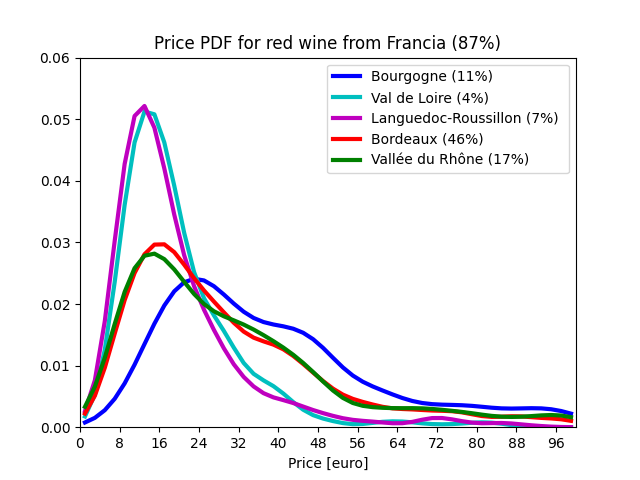 Price PDF for red wine from Francia (87%)
0.06
0.05
0.04
0.03
0.02
0.01
0.00
Bourgogne (11%)
Val de Loire (4%)
Languedoc-Roussillon (7%)
Bordeaux (46%)
Vallée du Rhône (17%)
0 8 16 24 32 40 48 56 64 72 80 88 96
Price [euro]